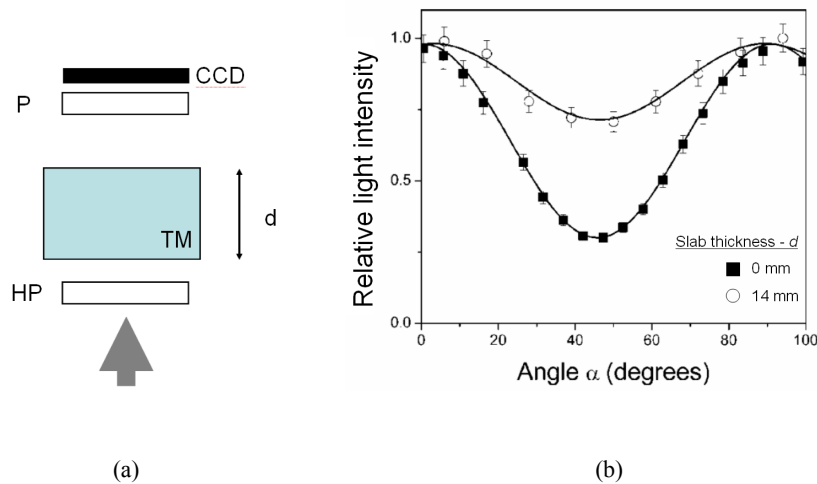 CCD
P
TM
d
HP
(a)
Relative light intensity
1.0
0.5
0.0
0
20
40
60
80
100
Angle α (degrees)
Slab thickness - d
0 mm
14 mm
(b)